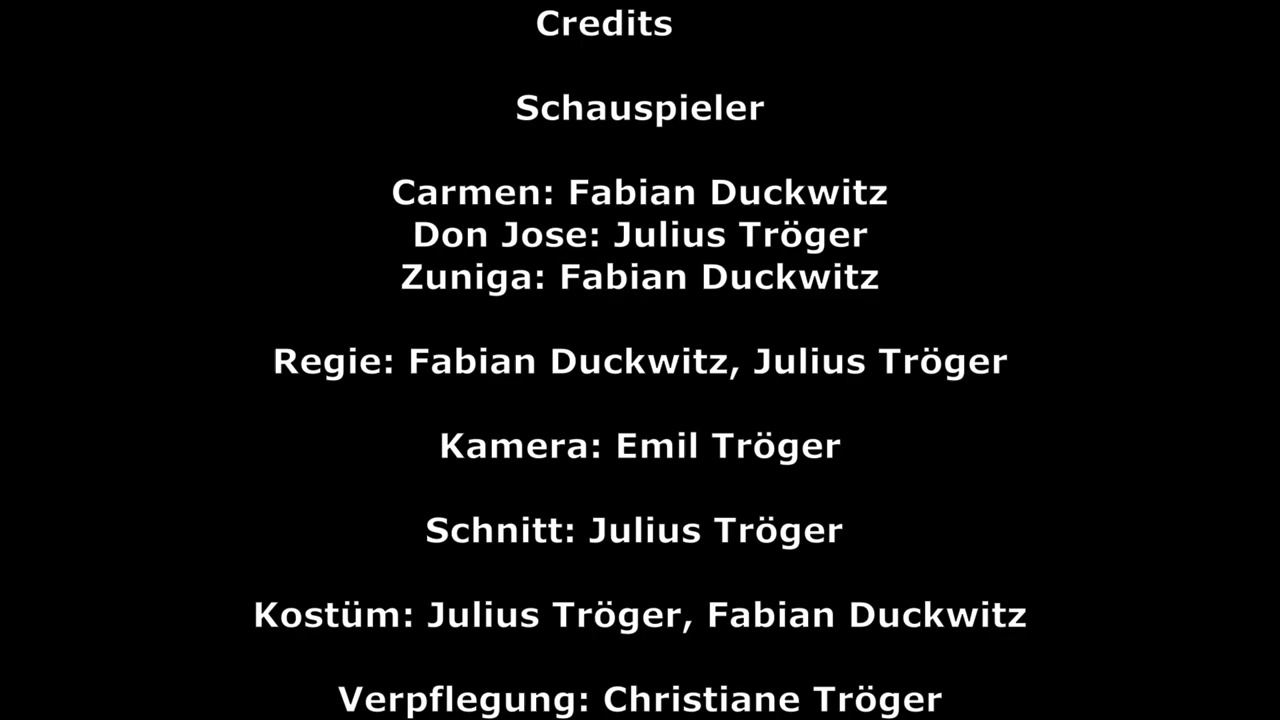 Credits
Schauspieler
Carmen: Fabian Duckwitz
Don Jose: Julius Tröger
Zuniga: Fabian Duckwitz
Regie: Fabian Duckwitz, Julius Tröger
Kamera: Emil Tröger
Schnitt: Julius Tröger
Kostüm: Julius Tröger, Fabian Duckwitz
Verpflegung: Christiane Tröger